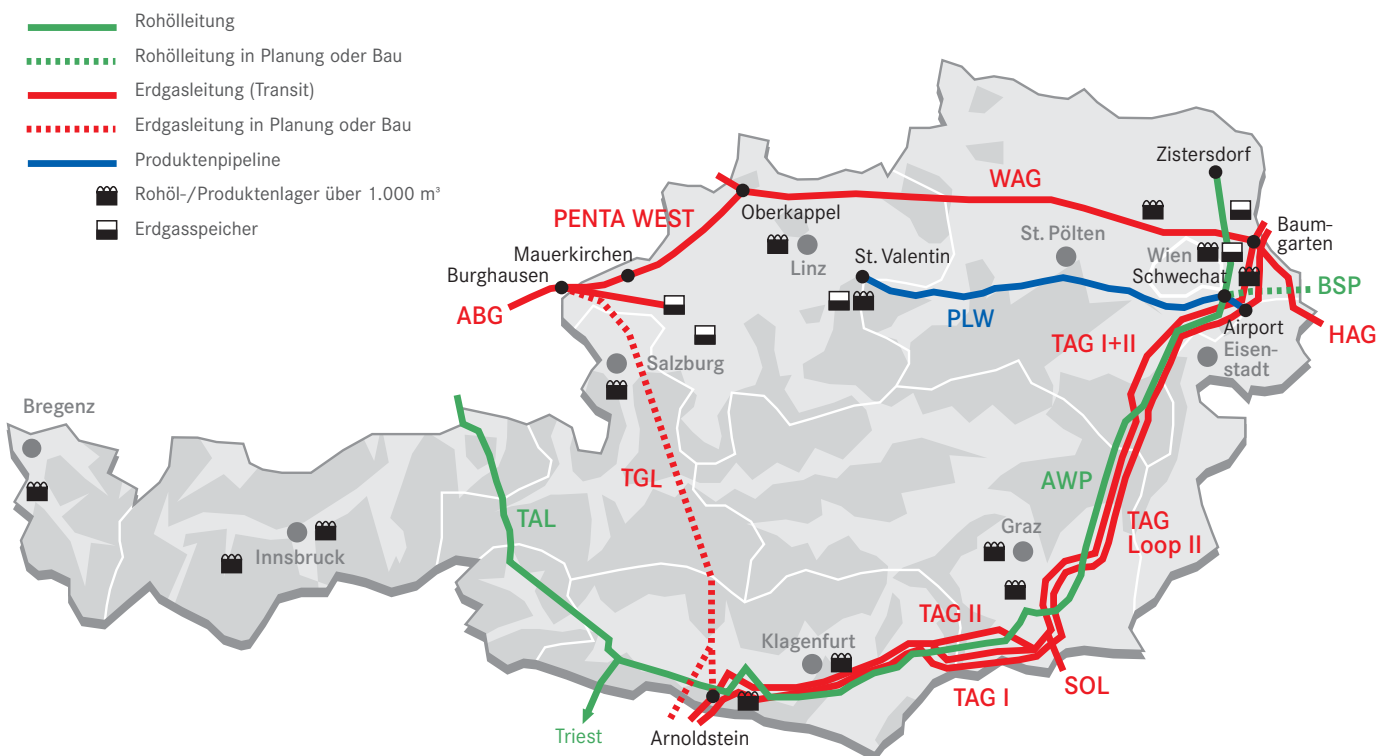 Rohölleitung
Rohölleitung in Planung oder Bau
Erdgasleitung (Transit)
Erdgasleitung in Planung oder Bau
Produktenpipeline
Rohöl-/Produktenlager über 1.000 m³
Erdgasspeicher
Zistersdorf
WAG
PENTA WEST
Oberkappel
Baum-
garten
St. Pölten
Mauerkirchen
Linz
St. Valentin
Wien
Burghausen
Schwechat
BSP
ABG
PLW
Airport
HAG
TAG I+II
Eisen-
stadt
Salzburg
Bregenz
TGL
AWP
TAL
Graz
TAG
Loop II
Innsbruck
TAG II
Klagenfurt
SOL
TAG I
Triest
Arnoldstein